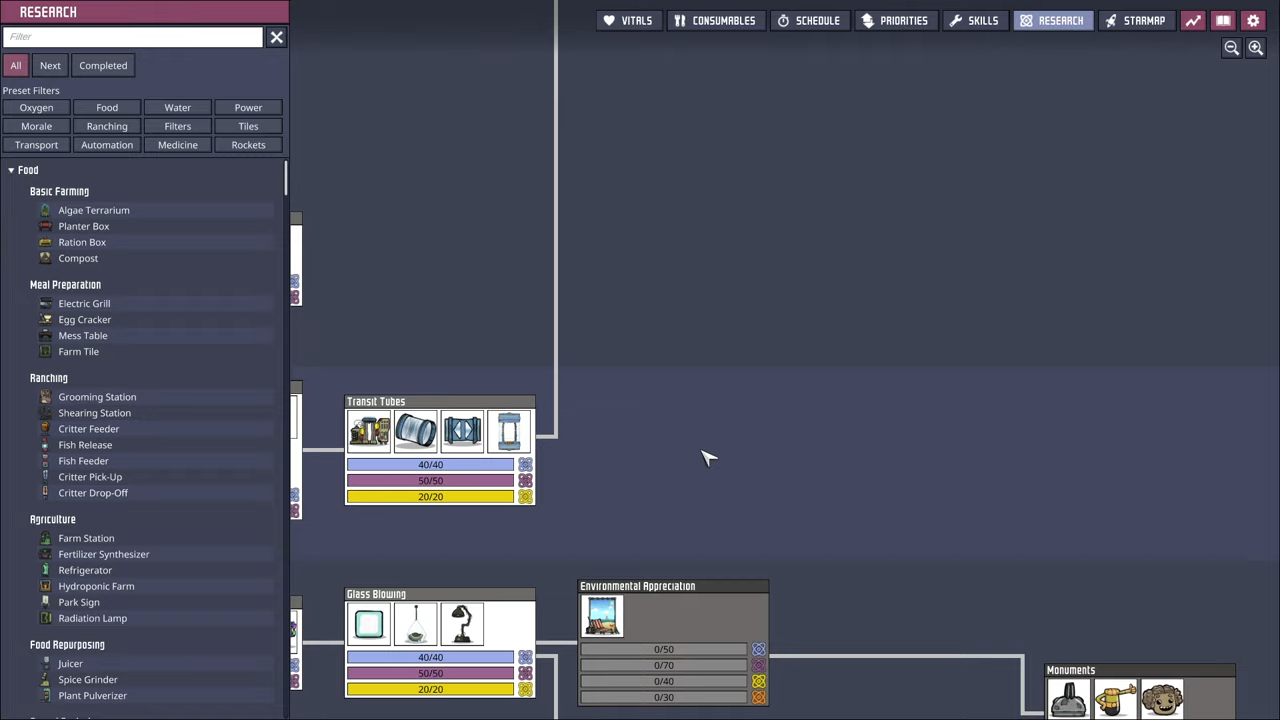 RESEARCH
VITALS
CONSUMABLES
SCHEDULE
PRIORITIES
SKILLS
RESEARCH
STARMAP
Filter
All
Next
Completed
Preset Filters
Oxygen
Food
Water
Power
Morale
Ranching
Filters
Tiles
Transport
Automation
Medicine
Rockets
Food
Basic Farming
Algae Terrarium
Planter Box
Ration Box
Compost
Meal Preparation
Electric Grill
Egg Cracker
Mess Table
Farm Tile
Ranching
Grooming Station
Shearing Station
Critter Feeder
Fish Release
Fish Feeder
Critter Pick-Up
Critter Drop-Off
Agriculture
Farm Station
Fertilizer Synthesizer
Refrigerator
Hydroponic Farm
Park Sign
Radiation Lamp
Food Repurposing
Juicer
Spice Grinder
Plant Pulverizer
Transit Tubes
40/40
50/50
20/20
Glass Blowing
40/40
50/50
20/20
Environmental Appreciation
0/50
0/70
0/40
0/30
Monuments